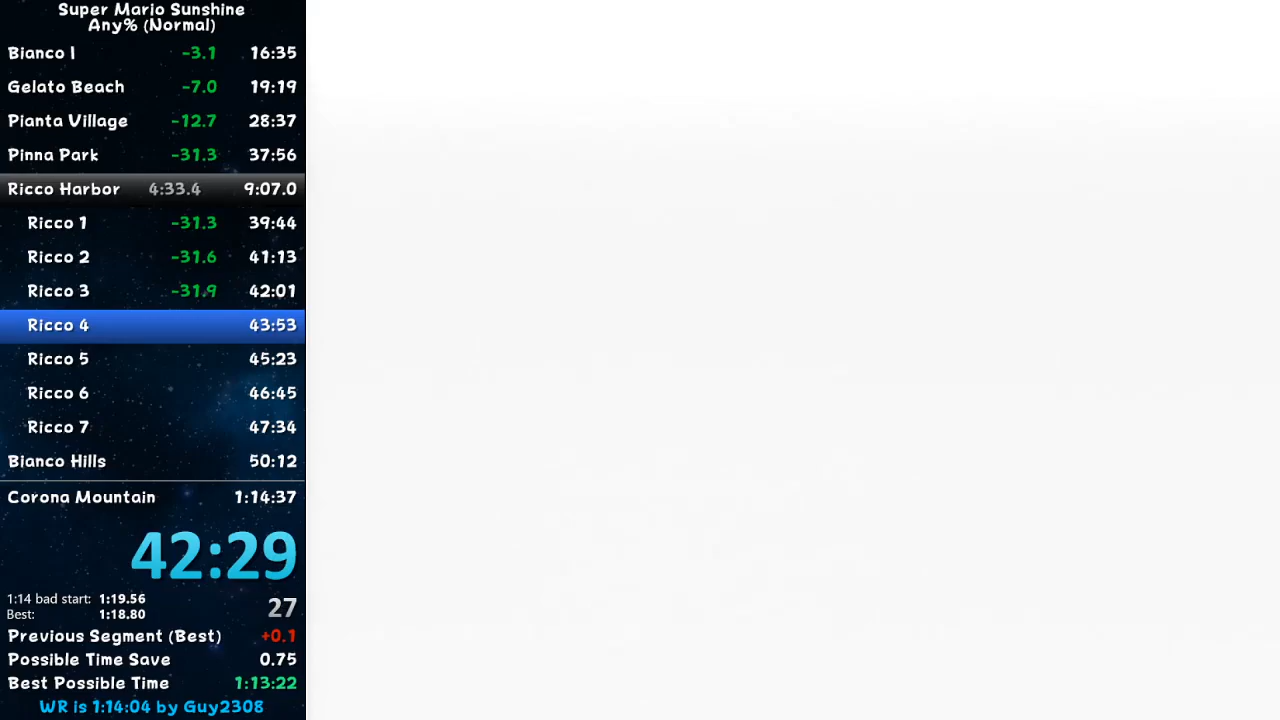 Super Mario Sunshine
Any% (Normal)
Bianco 1 -3.1 16:35
Gelato Beach -7.0 19:19
Pianta Village -12.7 28:37
Pinna Park -31.3 37:56
Ricco Harbor 4:33.4 9:07.0
Ricco 1 -31.3 39:44
Ricco 2 -31.6 41:13
Ricco 3 -31.9 42:01
Ricco 4 43:53
Ricco 5 45:23
Ricco 6 46:45
Ricco 7 47:34
Bianco Hills 50:12
Corona Mountain 1:14:37
42:29
1:14 bad start: 1:19.56
Best: 1:18.80
27
Previous Segment (Best) +0.1
Possible Time Save 0.75
Best Possible Time 1:13:22
WR is 1:14:04 by Guy2308